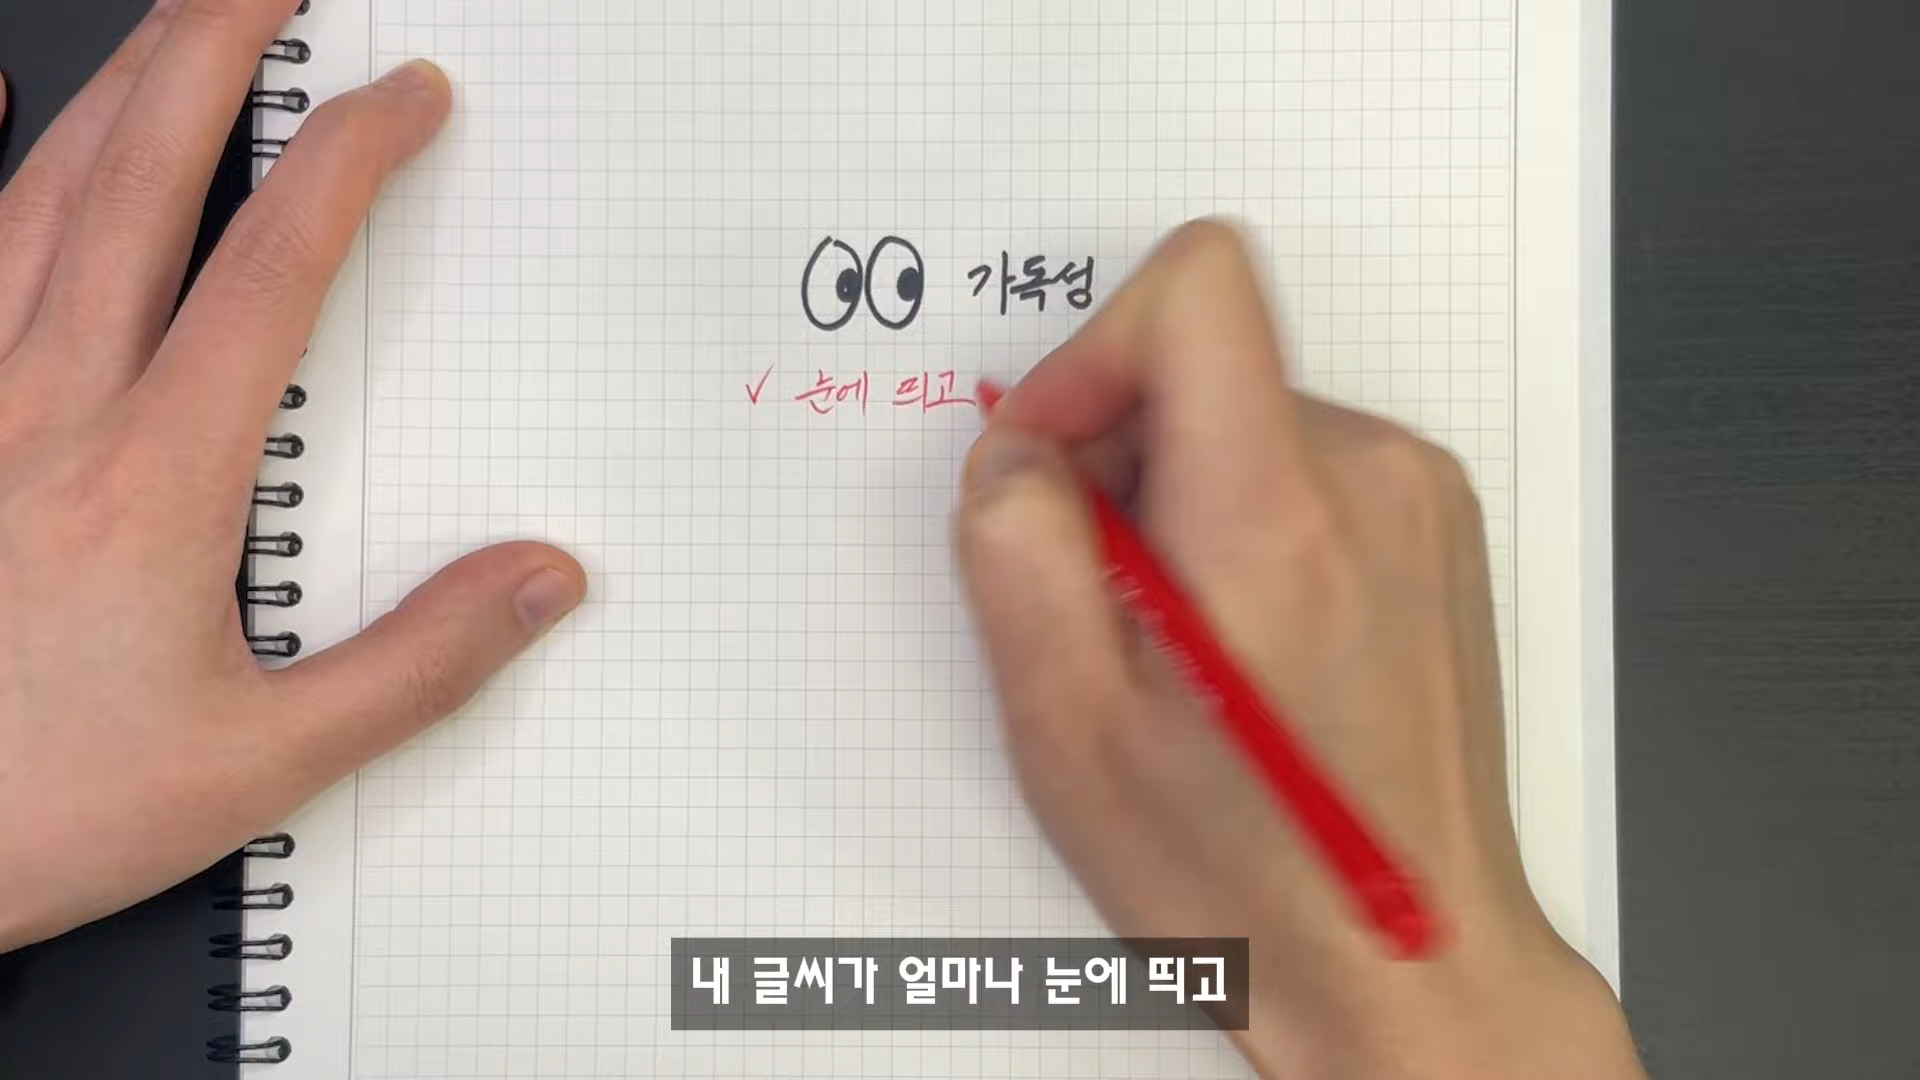 가독성
✓ 눈에 띄고
내 글씨가 얼마나 눈에 띄고